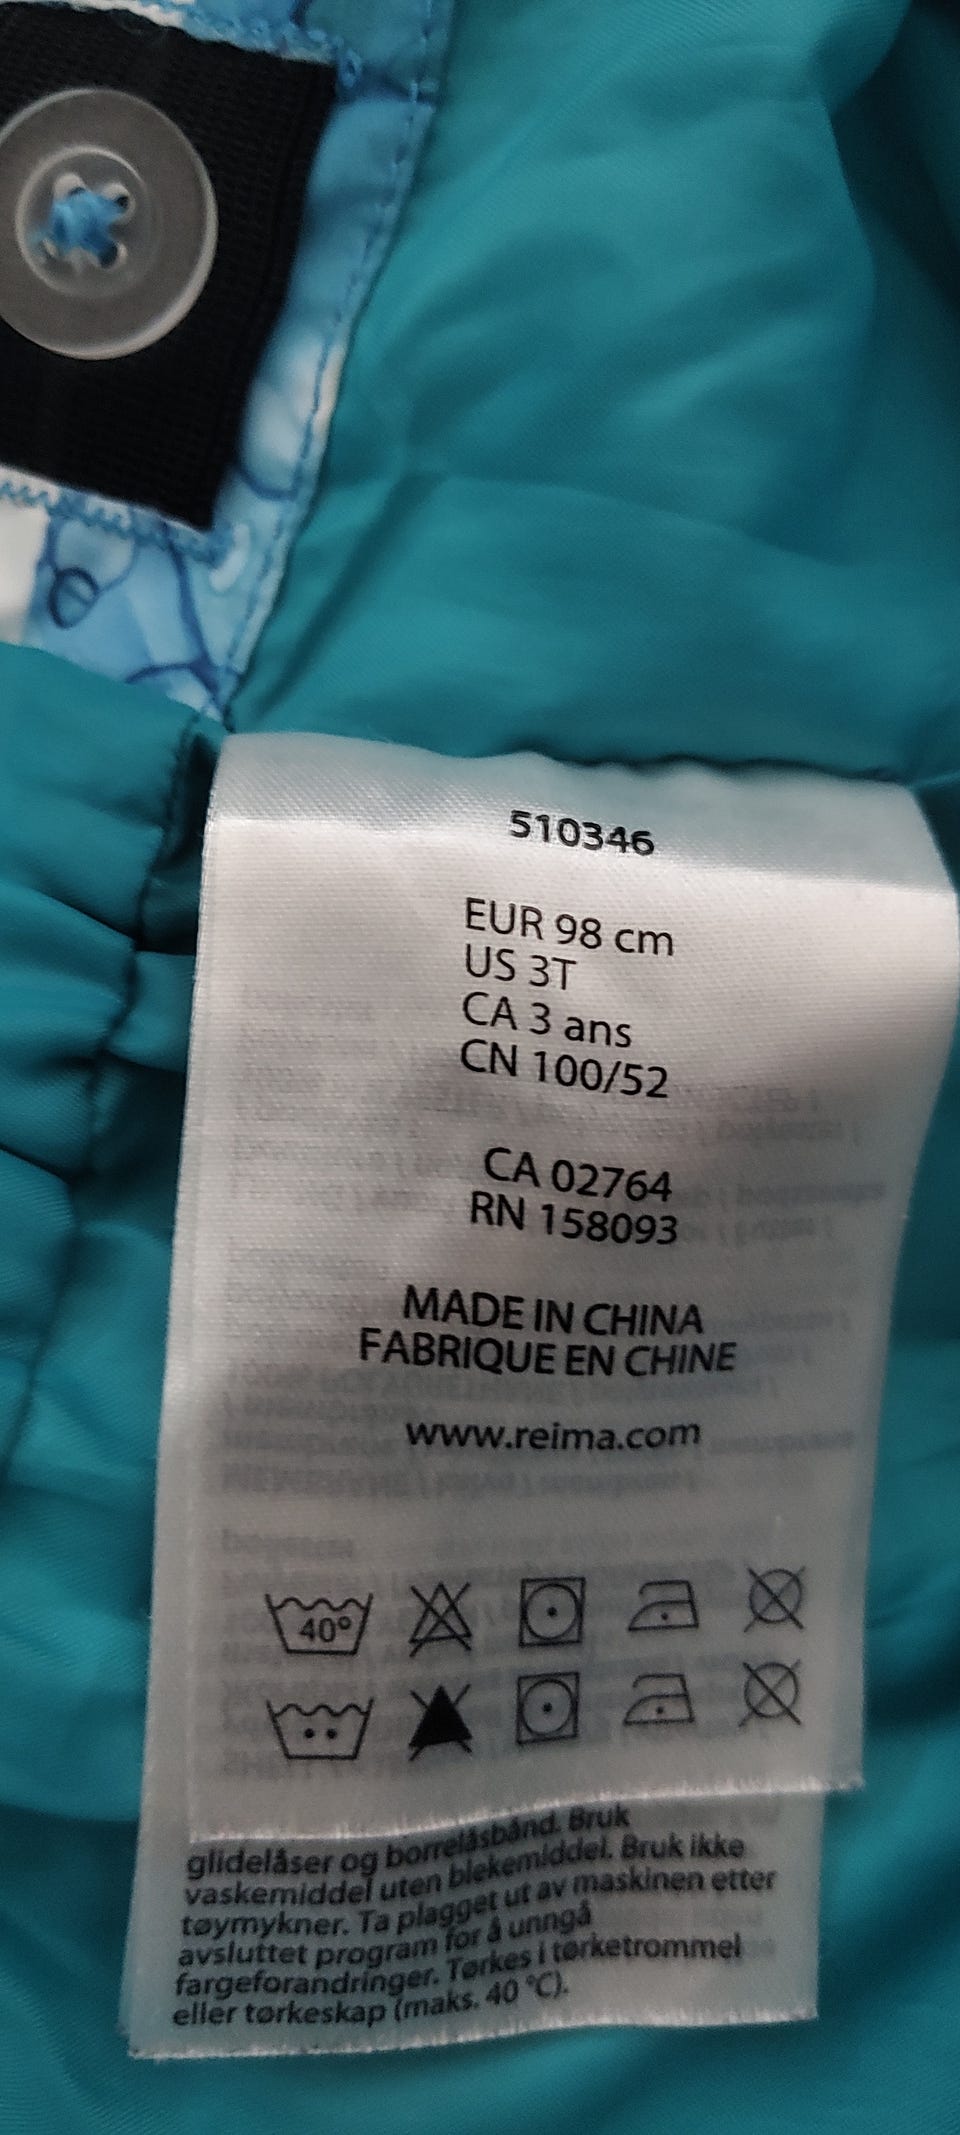 510346
EUR 98 cm
US 3T
CA 3 ans
CN 100/52
CA 02764
RN 158093
MADE IN CHINA
FABRIQUE EN CHINE
www.reima.com
40°
glidelåser og borrelåsbånd. Bruk
vaskemiddel uten blekemiddel. Bruk ikke
tøymykner. Ta plagget ut av maskinen etter
avsluttet program for å unngå
fargeforandringer. Tørkes i tørketrommel
eller tørkeskap (maks. 40 °C).